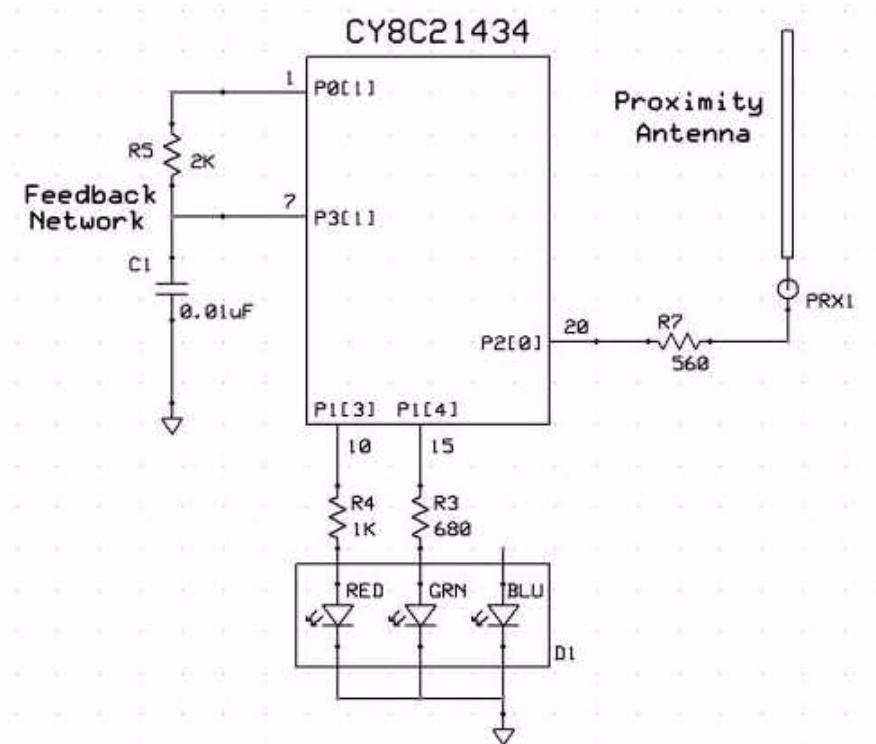 CY8C21434
1
P0[1]
Proximity
Antenna
R5
2K
Feedback
Network
7
P3[1]
C1
0.01uF
PRX1
20
R7
P2[0]
560
P1[3]
P1[4]
10
15
R4
1K
R3
680
RED
GRN
BLU
D1